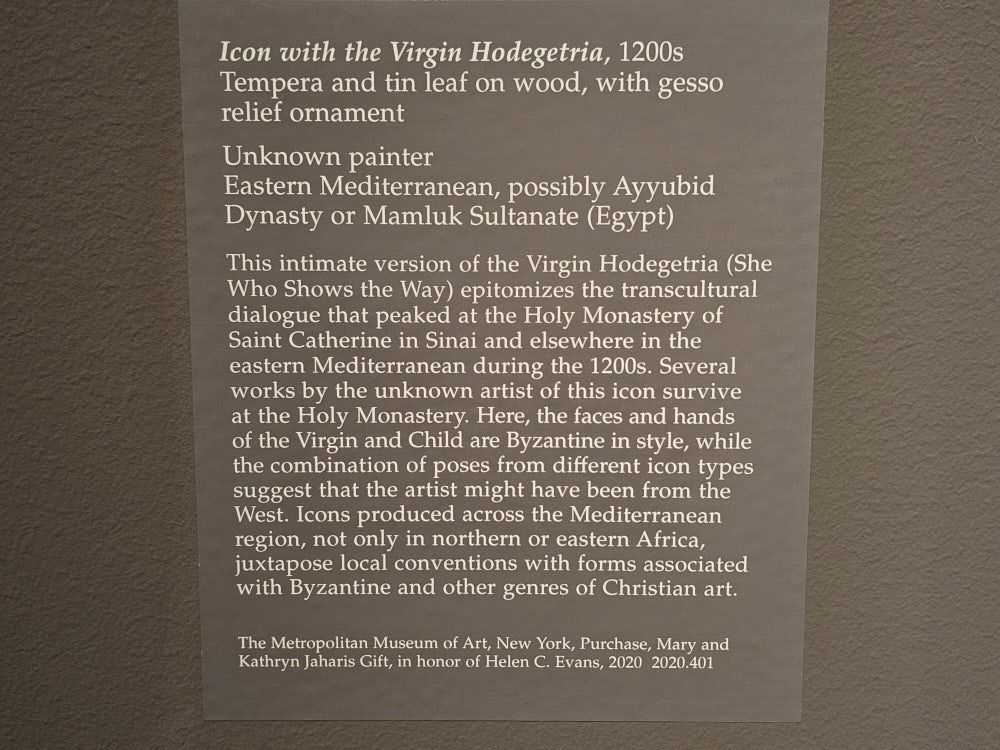 Icon with the Virgin Hodegetria, 1200s
Tempera and tin leaf on wood, with gesso
relief ornament
Unknown painter
Eastern Mediterranean, possibly Ayyubid
Dynasty or Mamluk Sultanate (Egypt)
This intimate version of the Virgin Hodegetria (She
Who Shows the Way) epitomizes the transcultural
dialogue that peaked at the Holy Monastery of
Saint Catherine in Sinai and elsewhere in the
eastern Mediterranean during the 1200s. Several
works by the unknown artist of this icon survive
at the Holy Monastery. Here, the faces and hands
of the Virgin and Child are Byzantine in style, while
the combination of poses from different icon types
suggest that the artist might have been from the
West. Icons produced across the Mediterranean
region, not only in northern or eastern Africa,
juxtapose local conventions with forms associated
with Byzantine and other genres of Christian art.
The Metropolitan Museum of Art, New York, Purchase, Mary and
Kathryn Jaharis Gift, in honor of Helen C. Evans, 2020 2020.401